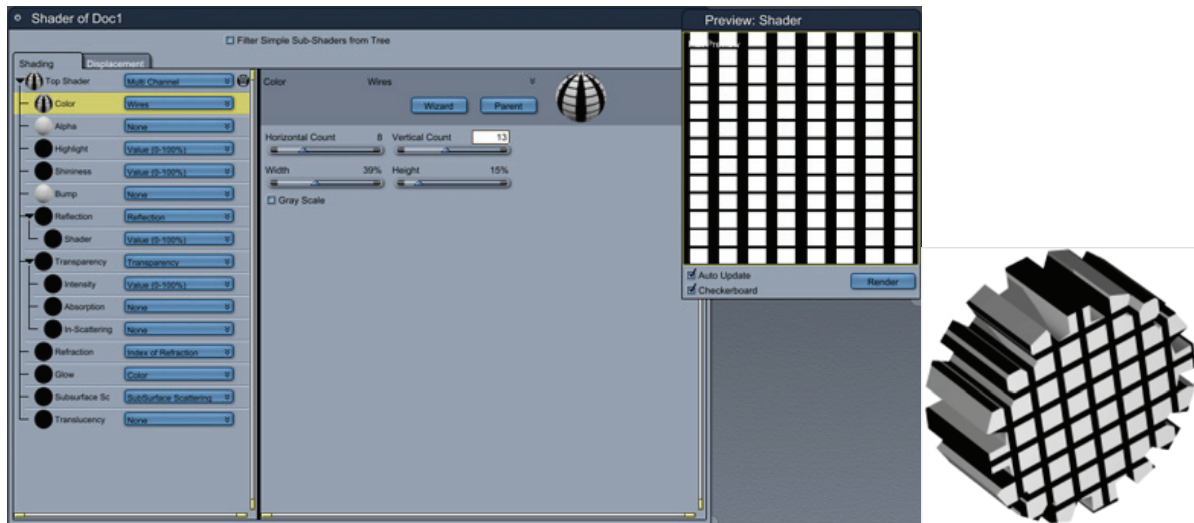 Shader of Doc1
Preview: Shader
Filter Simple Sub-Shaders from Tree
Shading
Displacement
Top Shader Multi Channel
Color Wires
Alpha None
Highlight Value (0-100%)
Shininess Value (0-100%)
Bump None
Reflection Reflection
Shader Value (0-100%)
Transparency Transparency
Intensity Value (0-100%)
Absorption None
In-Scattering None
Refraction Index of Refraction
Glow Color
Subsurface Sc SubSurface Scattering
Translucency None
Color Wires
Wizard Parent
Horizontal Count 8 Vertical Count 13
Width 39% Height 15%
Gray Scale
Auto Update
Checkerboard
Render